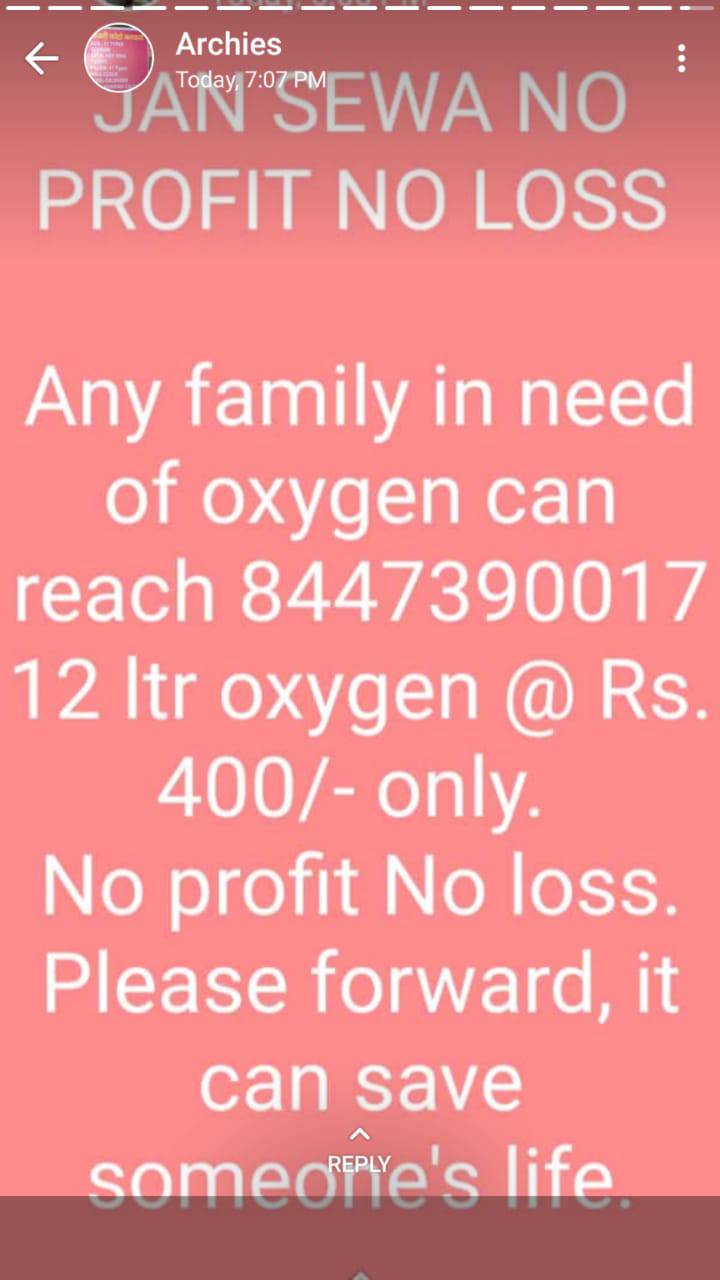 Archies
Today, 7:07 PM
JAN SEWA NO
PROFIT NO LOSS
Any family in need
of oxygen can
reach 8447390017
12 ltr oxygen @ Rs.
400/- only.
No profit No loss.
Please forward, it
can save
someone's life.
REPLY